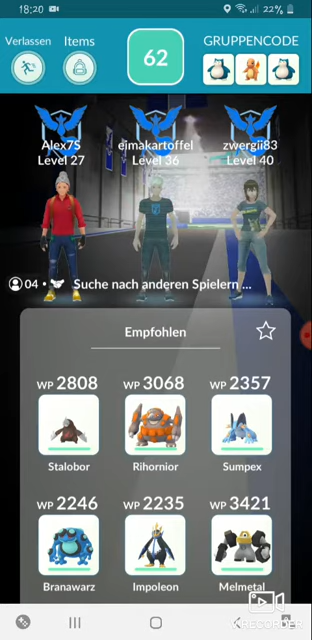 18:20
22%
Verlassen
Items
62
GRUPPENCODE
Alex7S
Level 27
ejmakartoffel
Level 36
zwergii83
Level 40
04 • Suche nach anderen Spielern ...
Empfohlen
WP 2808
WP 3068
WP 2357
Stalobor
Rihornior
Sumpex
WP 2246
WP 2235
WP 3421
Branawarz
Impoleon
Melmetal
RECORDER